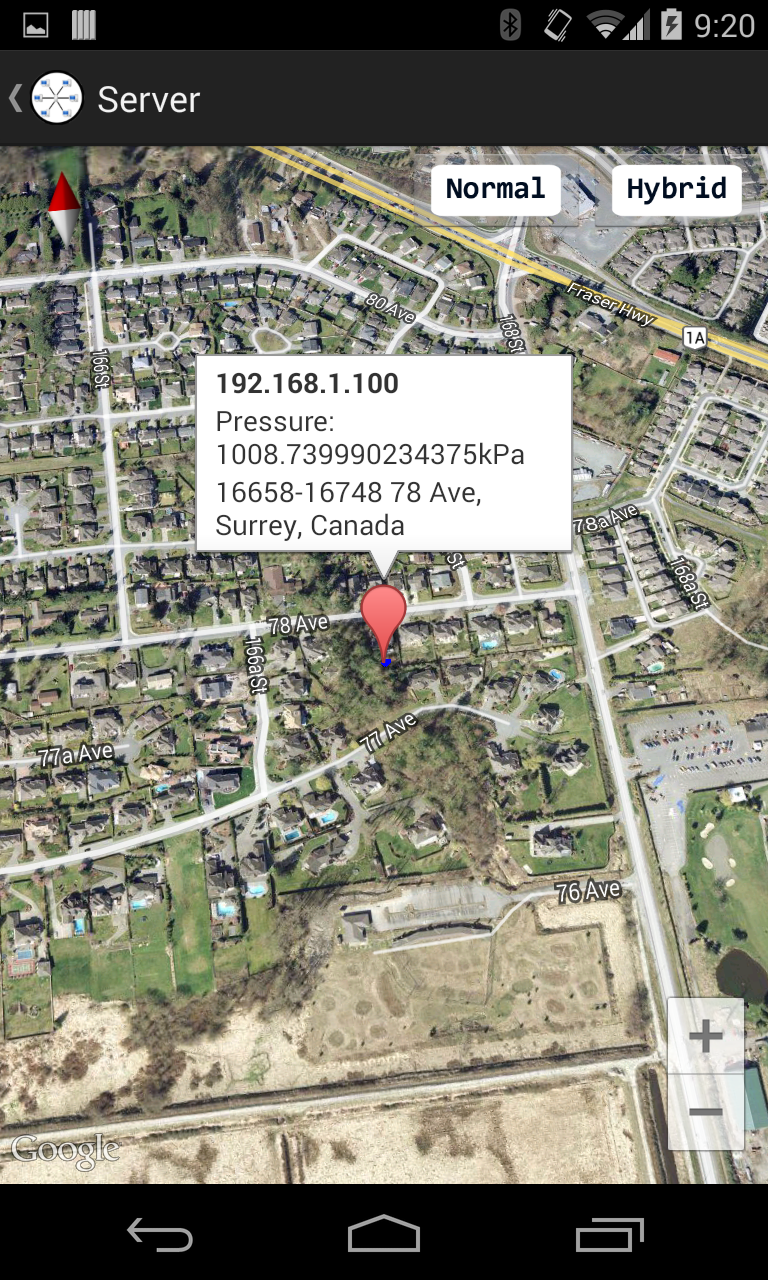 9:20
Server
Normal
Hybrid
Fraser Hwy
80 Ave
168 St
1A
166 St
192.168.1.100
Pressure:
1008.739990234375kPa
16658-16748 78 Ave,
Surrey, Canada
78a Ave
St
168a St
78 Ave
166a St
77 Ave
77a Ave
76 Ave
+
−
Google